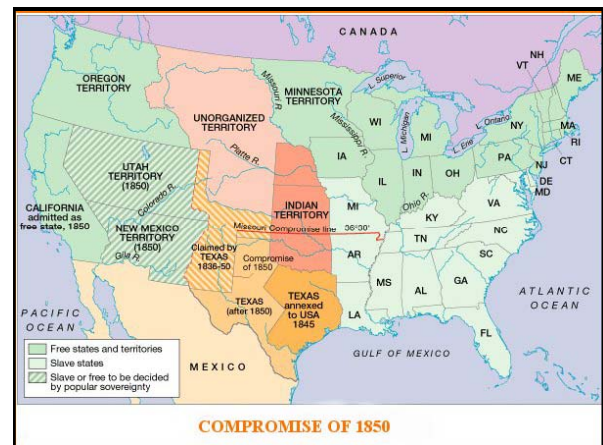 CANADA
OREGON
TERRITORY
UNORGANIZED
TERRITORY
Missouri R.
MINNESOTA
TERRITORY
Mississippi R.
L. Superior
L. Michigan
L. Ontario
L. Erie
NH
VT
ME
WI
MI
NY
MA
RI
CT
PA
NJ
DE
MD
IA
IL
IN
OH
Platte R.
UTAH
TERRITORY
(1850)
Colorado R.
CALIFORNIA
admitted as
free state, 1850
NEW MEXICO
TERRITORY
(1850)
Gila R.
INDIAN
TERRITORY
Missouri Compromise line 36°30'
MI
Ohio R.
KY
VA
NC
TN
SC
AR
MS
AL
GA
LA
FL
Claimed by
TEXAS
1836-50
Compromise
of 1850
TEXAS
(after 1850)
TEXAS
annexed
to USA
1845
PACIFIC
OCEAN
ATLANTIC
OCEAN
MEXICO
GULF OF MEXICO
Free states and territories
Slave states
Slave or free to be decided
by popular sovereignty
COMPROMISE OF 1850